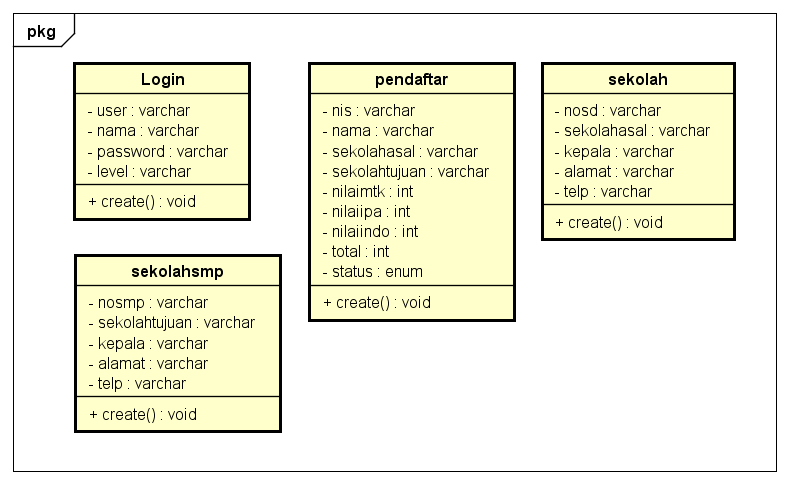 pkg
Login
- user : varchar
- nama : varchar
- password : varchar
- level : varchar
+ create() : void
pendaftar
- nis : varchar
- nama : varchar
- sekolahasal : varchar
- sekolahtujuan : varchar
- nilaimtk : int
- nilaiipa : int
- nilaiindo : int
- total : int
- status : enum
+ create() : void
sekolah
- nosd : varchar
- sekolahasal : varchar
- kepala : varchar
- alamat : varchar
- telp : varchar
+ create() : void
sekolahsmp
- nosmp : varchar
- sekolahtujuan : varchar
- kepala : varchar
- alamat : varchar
- telp : varchar
+ create() : void